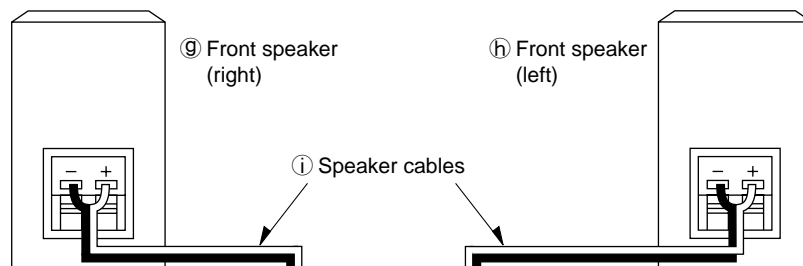 ⓖ Front speaker
(right)
ⓗ Front speaker
(left)
ⓘ Speaker cables
– +
– +